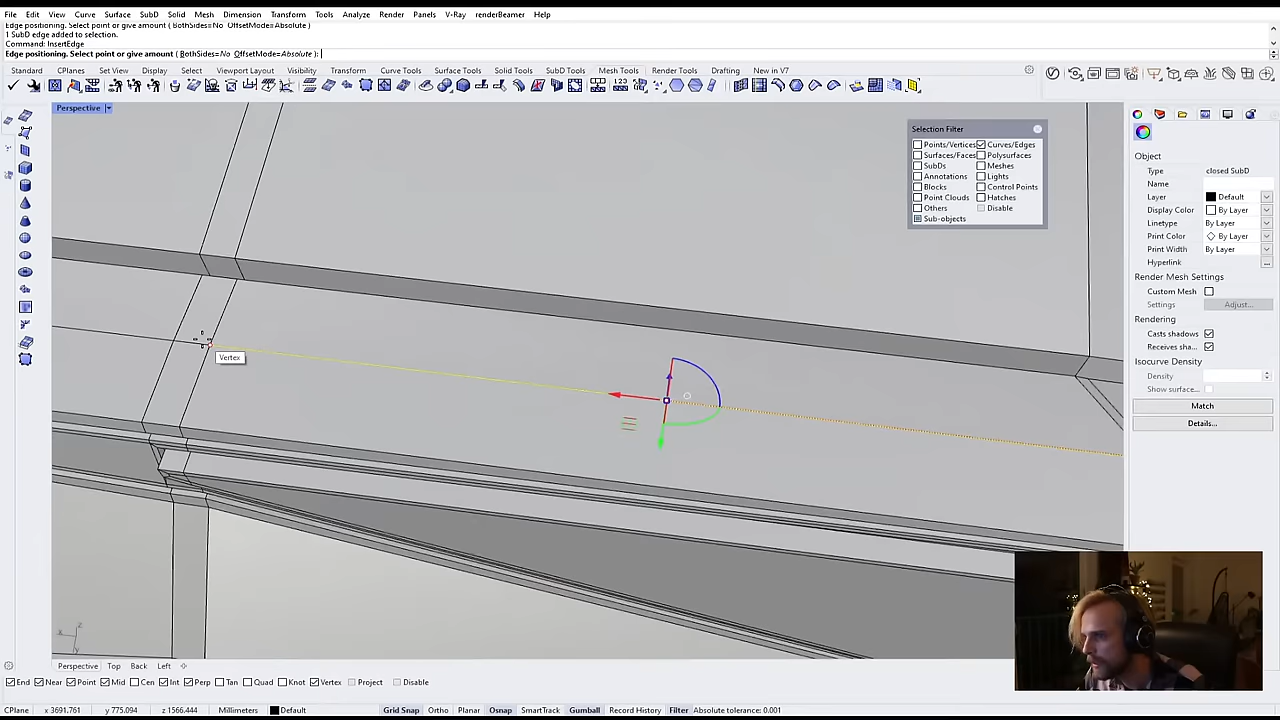 File Edit View Curve Surface SubD Solid Mesh Dimension Transform Tools Analyze Render Panels V-Ray renderBeamer Window Help
Edge positioning. Select point or give amount ( BothSides=No OffsetMode=Absolute )
1 SubD edge added to selection.
Command: InsertEdge
Edge positioning. Select point or give amount ( BothSides=No OffsetMode=Absolute ):
Standard CPlanes Set View Display Select Viewport Layout Visibility Transform Curve Tools Surface Tools Solid Tools SubD Tools Mesh Tools Render Tools Drafting New in V7
Perspective
Selection Filter
Points/Vertices Curves/Edges
Surfaces/Faces Polysurfaces
SubDs Meshes
Annotations Lights
Blocks Control Points
Point Clouds Hatches
Others Disable
Sub-objects
Object
Type closed SubD
Name
Layer Default
Display Color By Layer
Linetype By Layer
Print Color By Layer
Print Width By Layer
Hyperlink ...
Render Mesh Settings
Custom Mesh
Settings Adjust...
Rendering
Casts shadows
Receives sha...
Isocurve Density
Density
Show surface...
Match
Details...
Vertex
z
x
y
Perspective Top Back Left
End Near Point Mid Cen Int Perp Tan Quad Knot Vertex Project Disable
CPlane x 3691.761 y 775.094 z 1566.444 Millimeters Default Grid Snap Ortho Planar Osnap SmartTrack Gumball Record History Filter Absolute tolerance: 0.001